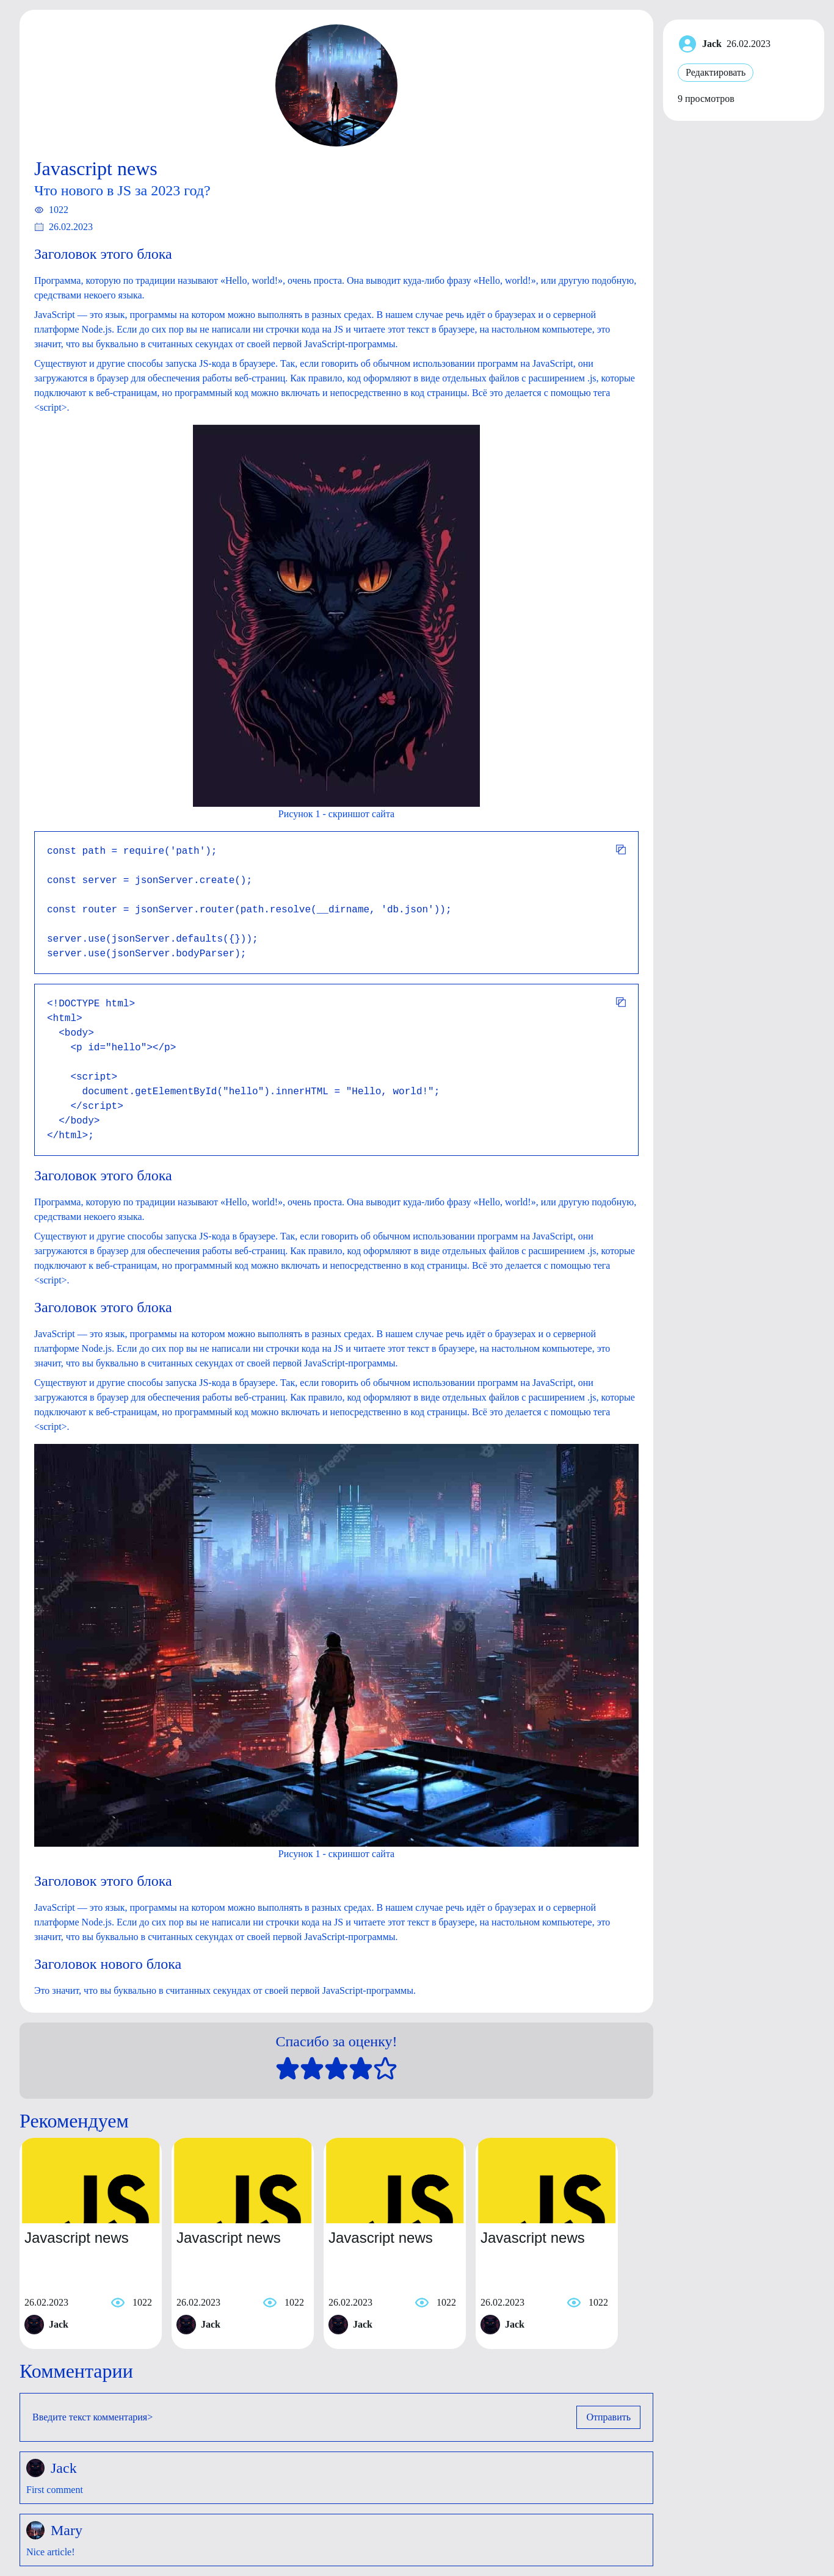 Javascript news
Что нового в JS за 2023 год?
1022
26.02.2023
Заголовок этого блока
Программа, которую по традиции называют «Hello, world!», очень проста. Она выводит куда-либо фразу «Hello, world!», или другую подобную,
средствами некоего языка.
JavaScript — это язык, программы на котором можно выполнять в разных средах. В нашем случае речь идёт о браузерах и о серверной
платформе Node.js. Если до сих пор вы не написали ни строчки кода на JS и читаете этот текст в браузере, на настольном компьютере, это
значит, что вы буквально в считанных секундах от своей первой JavaScript-программы.
Существуют и другие способы запуска JS-кода в браузере. Так, если говорить об обычном использовании программ на JavaScript, они
загружаются в браузер для обеспечения работы веб-страниц. Как правило, код оформляют в виде отдельных файлов с расширением .js, которые
подключают к веб-страницам, но программный код можно включать и непосредственно в код страницы. Всё это делается с помощью тега
<script>.
Рисунок 1 - скриншот сайта
const path = require('path');
const server = jsonServer.create();
const router = jsonServer.router(path.resolve(__dirname, 'db.json'));
server.use(jsonServer.defaults({}));
server.use(jsonServer.bodyParser);
<!DOCTYPE html>
<html>
  <body>
    <p id="hello"></p>
    <script>
      document.getElementById("hello").innerHTML = "Hello, world!";
    </script>
  </body>
</html>;
Заголовок этого блока
Программа, которую по традиции называют «Hello, world!», очень проста. Она выводит куда-либо фразу «Hello, world!», или другую подобную,
средствами некоего языка.
Существуют и другие способы запуска JS-кода в браузере. Так, если говорить об обычном использовании программ на JavaScript, они
загружаются в браузер для обеспечения работы веб-страниц. Как правило, код оформляют в виде отдельных файлов с расширением .js, которые
подключают к веб-страницам, но программный код можно включать и непосредственно в код страницы. Всё это делается с помощью тега
<script>.
Заголовок этого блока
JavaScript — это язык, программы на котором можно выполнять в разных средах. В нашем случае речь идёт о браузерах и о серверной
платформе Node.js. Если до сих пор вы не написали ни строчки кода на JS и читаете этот текст в браузере, на настольном компьютере, это
значит, что вы буквально в считанных секундах от своей первой JavaScript-программы.
Существуют и другие способы запуска JS-кода в браузере. Так, если говорить об обычном использовании программ на JavaScript, они
загружаются в браузер для обеспечения работы веб-страниц. Как правило, код оформляют в виде отдельных файлов с расширением .js, которые
подключают к веб-страницам, но программный код можно включать и непосредственно в код страницы. Всё это делается с помощью тега
<script>.
freepik
freepik
freepik
freepik
freepik
freepik
freepik
freepik
freepik
freepik
freepik
Рисунок 1 - скриншот сайта
Заголовок этого блока
JavaScript — это язык, программы на котором можно выполнять в разных средах. В нашем случае речь идёт о браузерах и о серверной
платформе Node.js. Если до сих пор вы не написали ни строчки кода на JS и читаете этот текст в браузере, на настольном компьютере, это
значит, что вы буквально в считанных секундах от своей первой JavaScript-программы.
Заголовок нового блока
Это значит, что вы буквально в считанных секундах от своей первой JavaScript-программы.
Спасибо за оценку!
Рекомендуем
JS JS JS JS
Javascript news Javascript news Javascript news Javascript news
26.02.2023 1022 26.02.2023 1022 26.02.2023 1022 26.02.2023 1022
Jack Jack Jack Jack
Комментарии
Введите текст комментария> Отправить
Jack
First comment
Mary
Nice article!
Jack 26.02.2023
Редактировать
9 просмотров